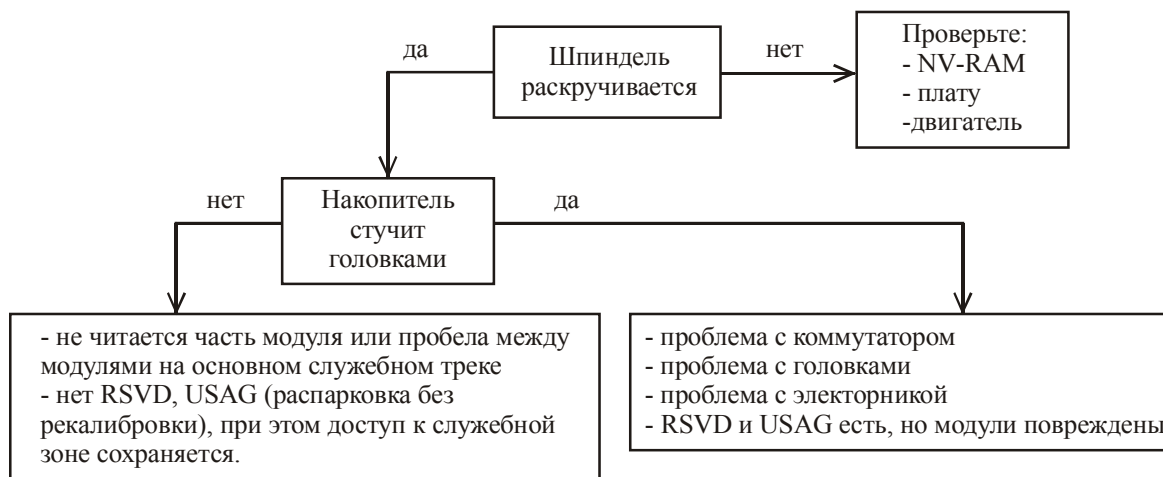 да
Шпиндель
раскручивается
нет
Проверьте:
- NV-RAM
- плату
-двигатель
нет
Накопитель
стучит
головками
да
- не читается часть модуля или пробела между
модулями на основном служебном треке
- нет RSVD, USAG (распарковка без
рекалибровки), при этом доступ к служебной
зоне сохраняется.
- проблема с коммутатором
- проблема с головками
- проблема с электорникой
- RSVD и USAG есть, но модули повреждены